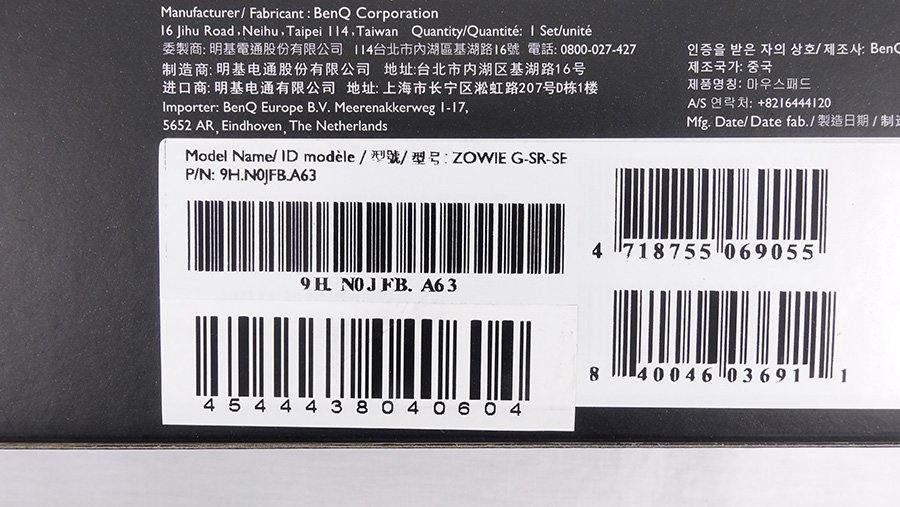 Manufacturer/ Fabricant : BenQ Corporation
16 Jihu Road, Neihu, Taipei 114, Taiwan Quantity/Quantité: 1 Set/unité
委製商: 明基電通股份有限公司 114台北市內湖區基湖路16號 電話: 0800-027-427
制造商: 明基电通股份有限公司 地址:台北市内湖区基湖路16号
进口商: 明基电通有限公司 地址: 上海市长宁区淞虹路207号D栋1楼
Importer: BenQ Europe B.V. Meerenakkerweg 1-17,
5652 AR, Eindhoven, The Netherlands
인증을 받은 자의 상호/ 제조사: BenQ
제조국가: 중국
제품명칭: 마우스패드
A/S 연락처: +8216444120
Mfg. Date/ Date fab. / 製造日期 / 制
Model Name/ ID modèle / 型號/ 型号: ZOWIE G-SR-SE
P/N: 9H.N0JFB.A63
9H. N0JFB. A63
4544438040604
4 718755 069055
8 40046 03691 1